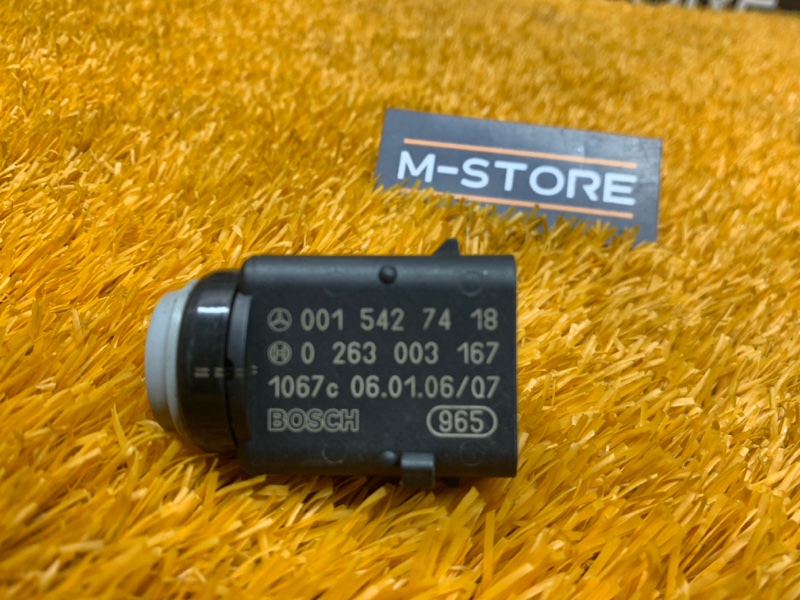 M-STORE
001 542 74 18
0 263 003 167
1067c 06.01.06/07
BOSCH 965